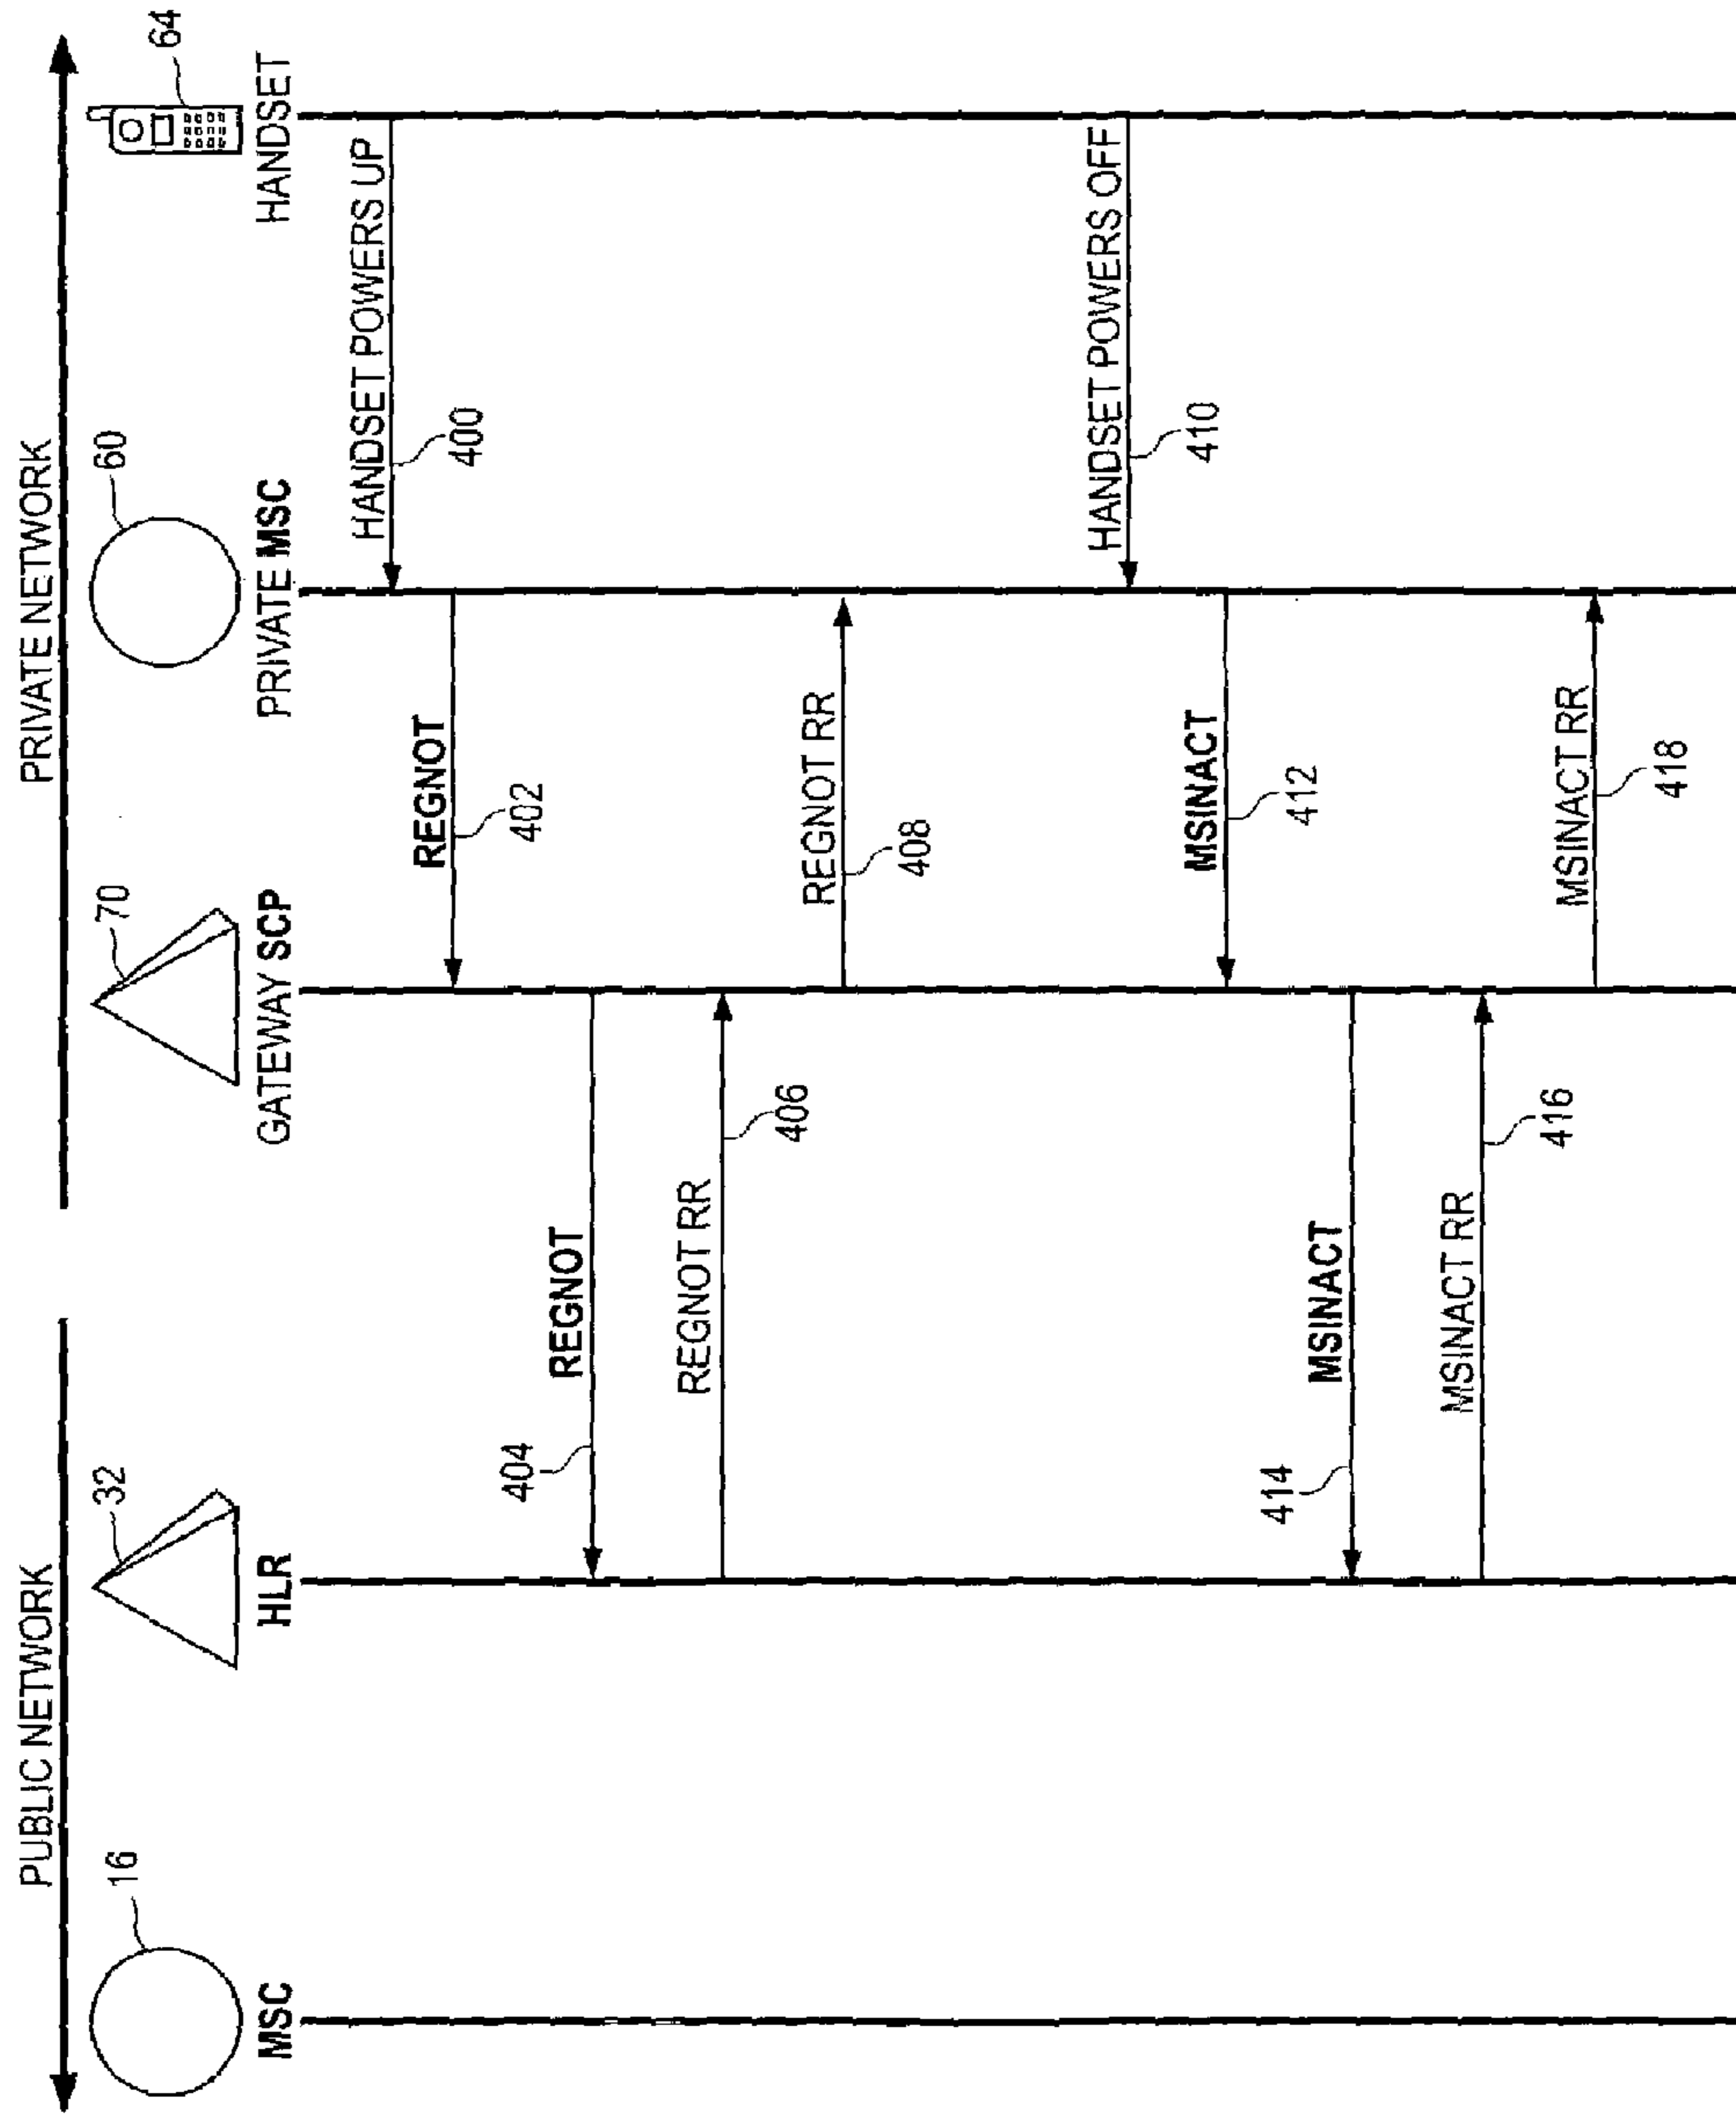 PUBLIC NETWORK
PRIVATE NETWORK
16
32
70
60
64
MSC
HLR
GATEWAY SCP
PRIVATE MSC
HANDSET
HANDSET POWERS UP
400
REGNOT
402
REGNOT
404
REGNOT RR
406
REGNOT RR
408
HANDSET POWERS OFF
410
MSINACT
412
MSINACT
414
MSINACT RR
416
MSINACT RR
418